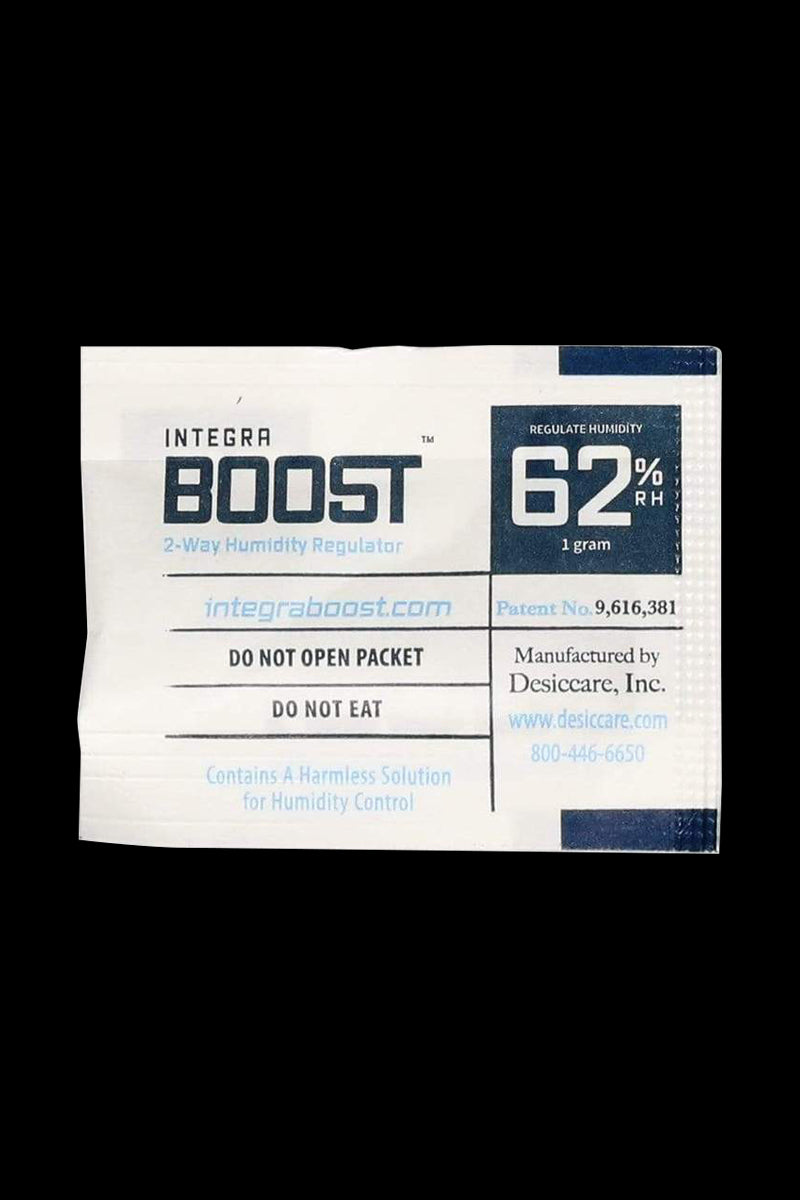 INTEGRA
BOOST™
2-Way Humidity Regulator
REGULATE HUMIDITY
62% RH
1 gram
integraboost.com
Patent No. 9,616,381
DO NOT OPEN PACKET
DO NOT EAT
Contains A Harmless Solution
for Humidity Control
Manufactured by
Desiccare, Inc.
www.desiccare.com
800-446-6650